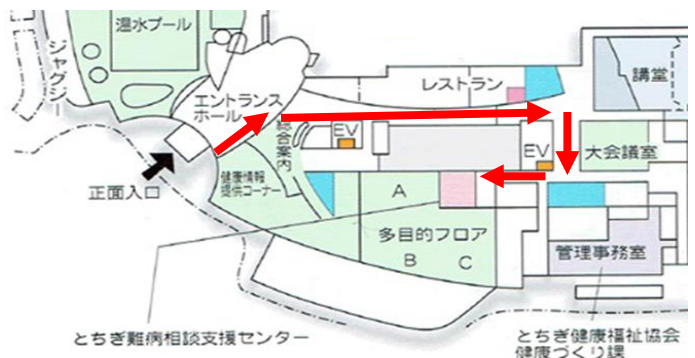 温水プール
ジャグジー
エントランス
ホール
レストラン
講堂
総合案内
EV
EV
大会議室
正面入口
健康情報
提供コーナー
A
多目的フロア
B
C
管理事務室
とちぎ難病相談支援センター
とちぎ健康福祉協会
健康づくり課